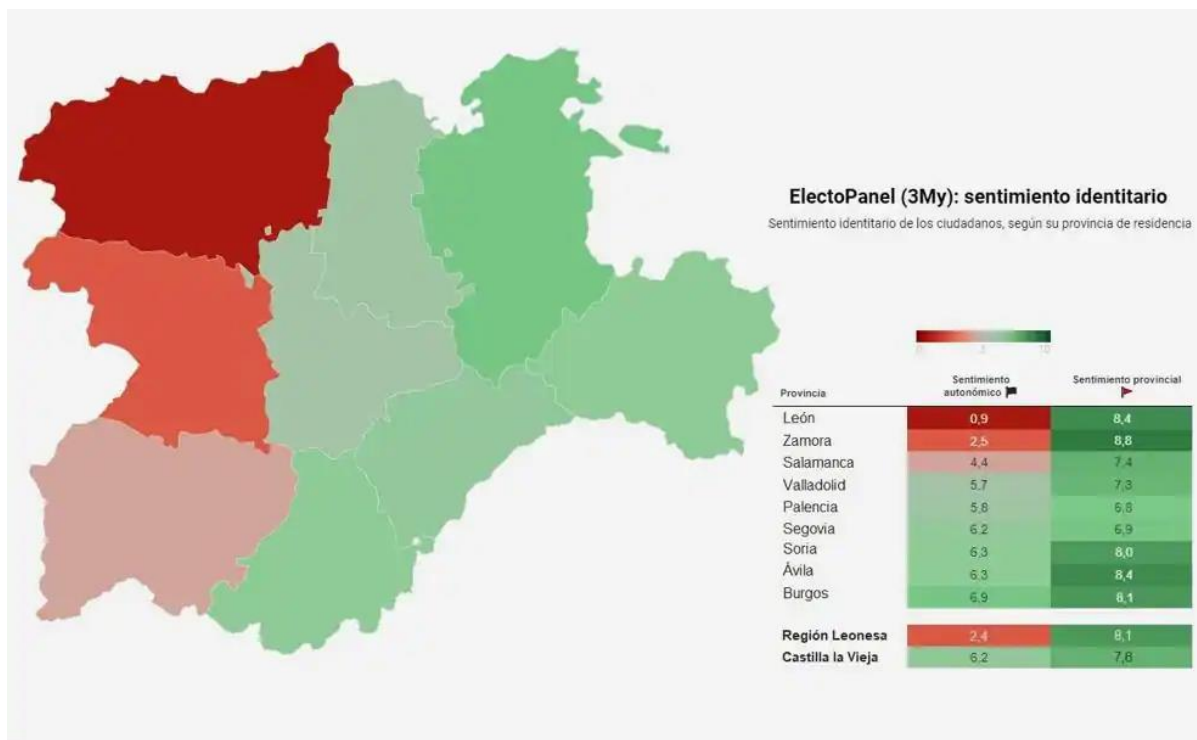 ElectoPanel (3My): sentimiento identitario
Sentimiento identitario de los ciudadanos, según su provincia de residencia
0 10
Provincia Sentimiento autonómico Sentimiento provincial
León 0,9 8,4
Zamora 2,5 8,8
Salamanca 4,4 7,4
Valladolid 5,7 7,3
Palencia 5,8 6,8
Segovia 6,2 6,9
Soria 6,3 8,0
Ávila 6,3 8,4
Burgos 6,9 8,1
Región Leonesa 2,4 8,1
Castilla la Vieja 6,2